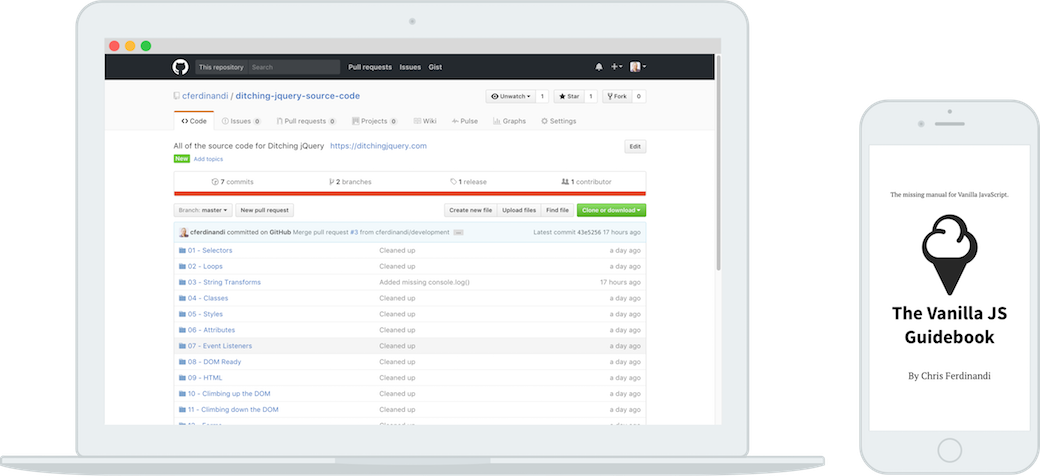 This repository Search Pull requests Issues Gist
cferdinandi / ditching-jquery-source-code Unwatch 1 Star 1 Fork 0
Code Issues 0 Pull requests 0 Projects 0 Wiki Pulse Graphs Settings
All of the source code for Ditching jQuery https://ditchingjquery.com Edit
New Add topics
7 commits 2 branches 1 release 1 contributor
Branch: master New pull request Create new file Upload files Find file Clone or download
cferdinandi committed on GitHub Merge pull request #3 from cferdinandi/development ... Latest commit 43e5256 17 hours ago
01 - Selectors Cleaned up a day ago
02 - Loops Cleaned up a day ago
03 - String Transforms Added missing console.log() 17 hours ago
04 - Classes Cleaned up a day ago
05 - Styles Cleaned up a day ago
06 - Attributes Cleaned up a day ago
07 - Event Listeners Cleaned up a day ago
08 - DOM Ready Cleaned up a day ago
09 - HTML Cleaned up a day ago
10 - Climbing up the DOM Cleaned up a day ago
11 - Climbing down the DOM Cleaned up a day ago
The missing manual for Vanilla JavaScript.
The Vanilla JS
Guidebook
By Chris Ferdinandi